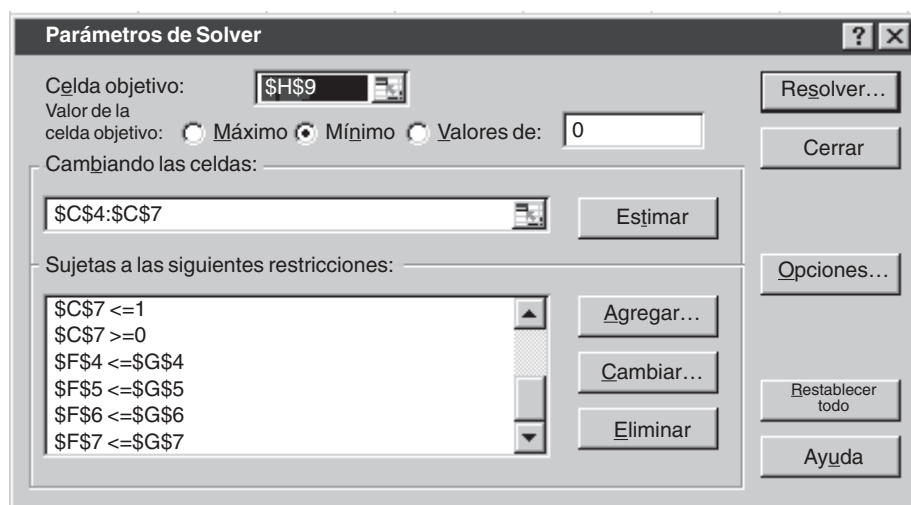 Parámetros de Solver
? X
Celda objetivo: $H$9
Resolver...
Valor de la
celda objetivo: Máximo Mínimo Valores de: 0
Cerrar
Cambiando las celdas:
$C$4:$C$7
Estimar
Sujetas a las siguientes restricciones:
Opciones...
$C$7 <=1
$C$7 >=0
$F$4 <=$G$4
$F$5 <=$G$5
$F$6 <=$G$6
$F$7 <=$G$7
Agregar...
Cambiar...
Eliminar
Restablecer
todo
Ayuda